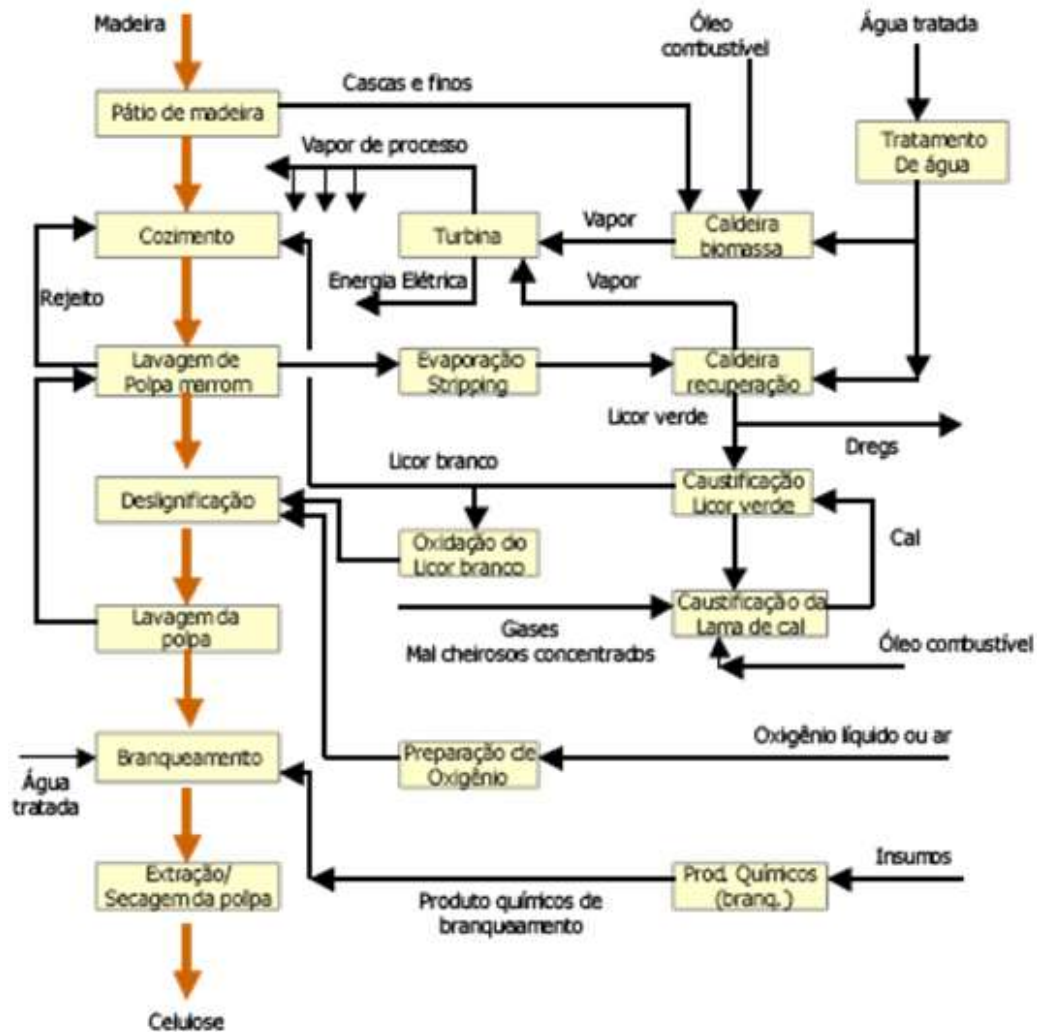 Madeira
Óleo
combustível
Água tratada
Cascas e finos
Pátio de madeira
Vapor de processo
Tratamento
De água
Cozimento
Turbina
Vapor
Caldeira
biomassa
Rejeito
Energia Elétrica
Vapor
Lavagem de
Polpa marrom
Evaporação
Stripping
Caldeira
recuperação
Licor verde
Dregs
Licor branco
Deslignificação
Caustificação
Licor verde
Oxidação do
Licor branco
Cal
Lavagem da
polpa
Gases
Mal cheirosois concentrados
Caustificação da
Lama de cal
Óleo combustível
Branqueamento
Preparação de
Oxigênio
Oxigênio líquido ou ar
Água
tratada
Extração/
Secagem da polpa
Produto químicos de
branqueamento
Prod. Químicos
(branq.)
Insumos
Celulose